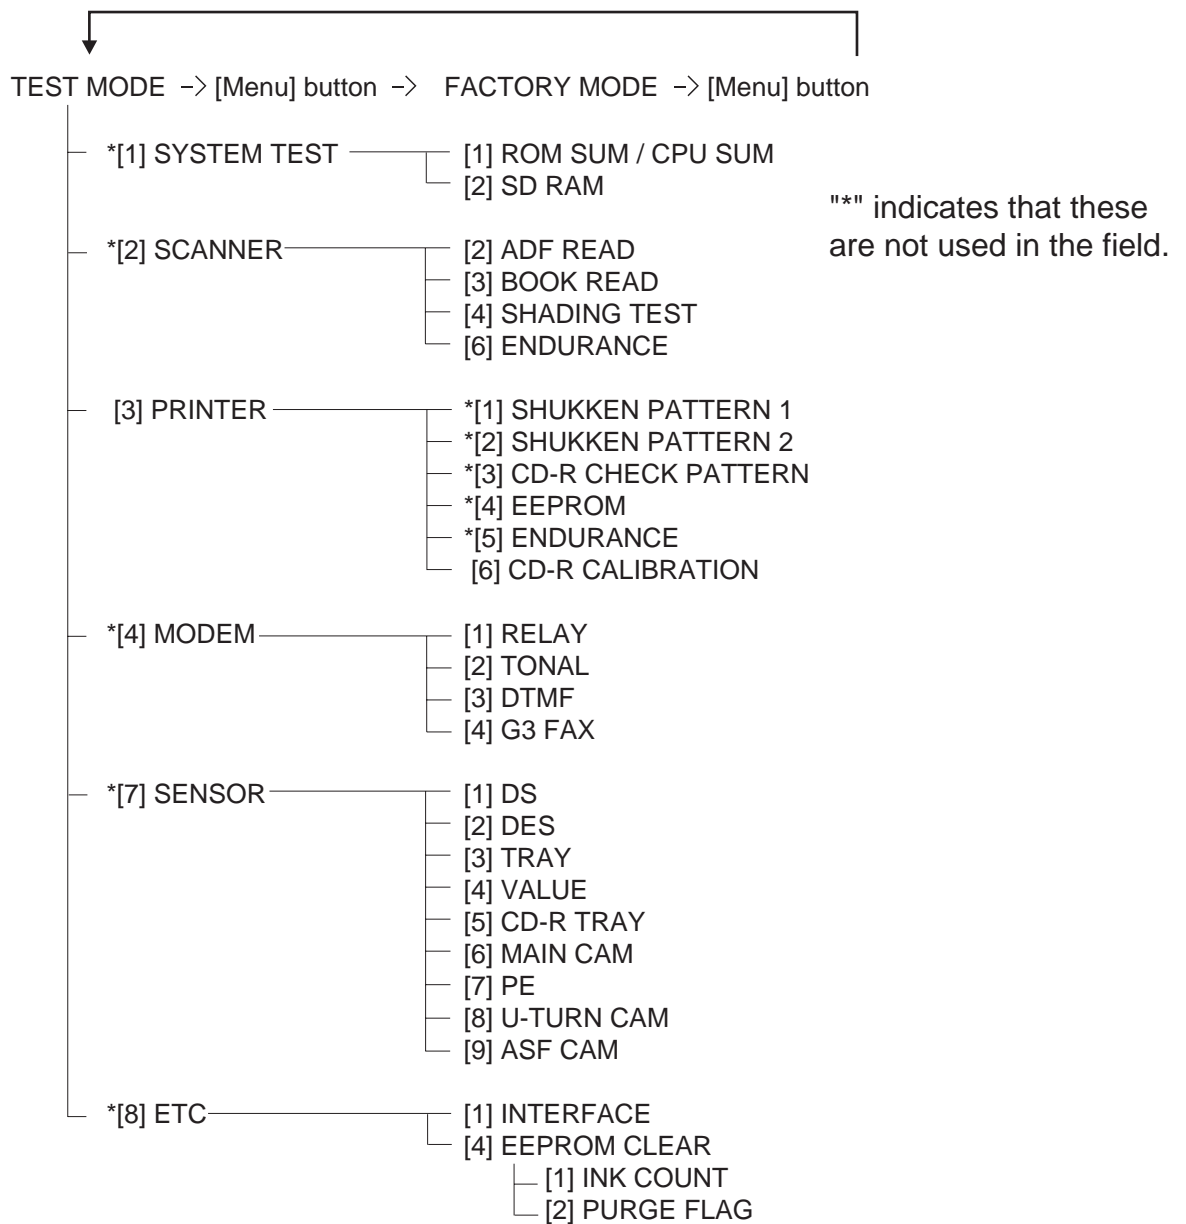 TEST MODE -> [Menu] button -> FACTORY MODE -> [Menu] button
*[1] SYSTEM TEST
[1] ROM SUM / CPU SUM
[2] SD RAM
"*" indicates that these
are not used in the field.
*[2] SCANNER
[2] ADF READ
[3] BOOK READ
[4] SHADING TEST
[6] ENDURANCE
[3] PRINTER
*[1] SHUKKEN PATTERN 1
*[2] SHUKKEN PATTERN 2
*[3] CD-R CHECK PATTERN
*[4] EEPROM
*[5] ENDURANCE
[6] CD-R CALIBRATION
*[4] MODEM
[1] RELAY
[2] TONAL
[3] DTMF
[4] G3 FAX
*[7] SENSOR
[1] DS
[2] DES
[3] TRAY
[4] VALUE
[5] CD-R TRAY
[6] MAIN CAM
[7] PE
[8] U-TURN CAM
[9] ASF CAM
*[8] ETC
[1] INTERFACE
[4] EEPROM CLEAR
[1] INK COUNT
[2] PURGE FLAG